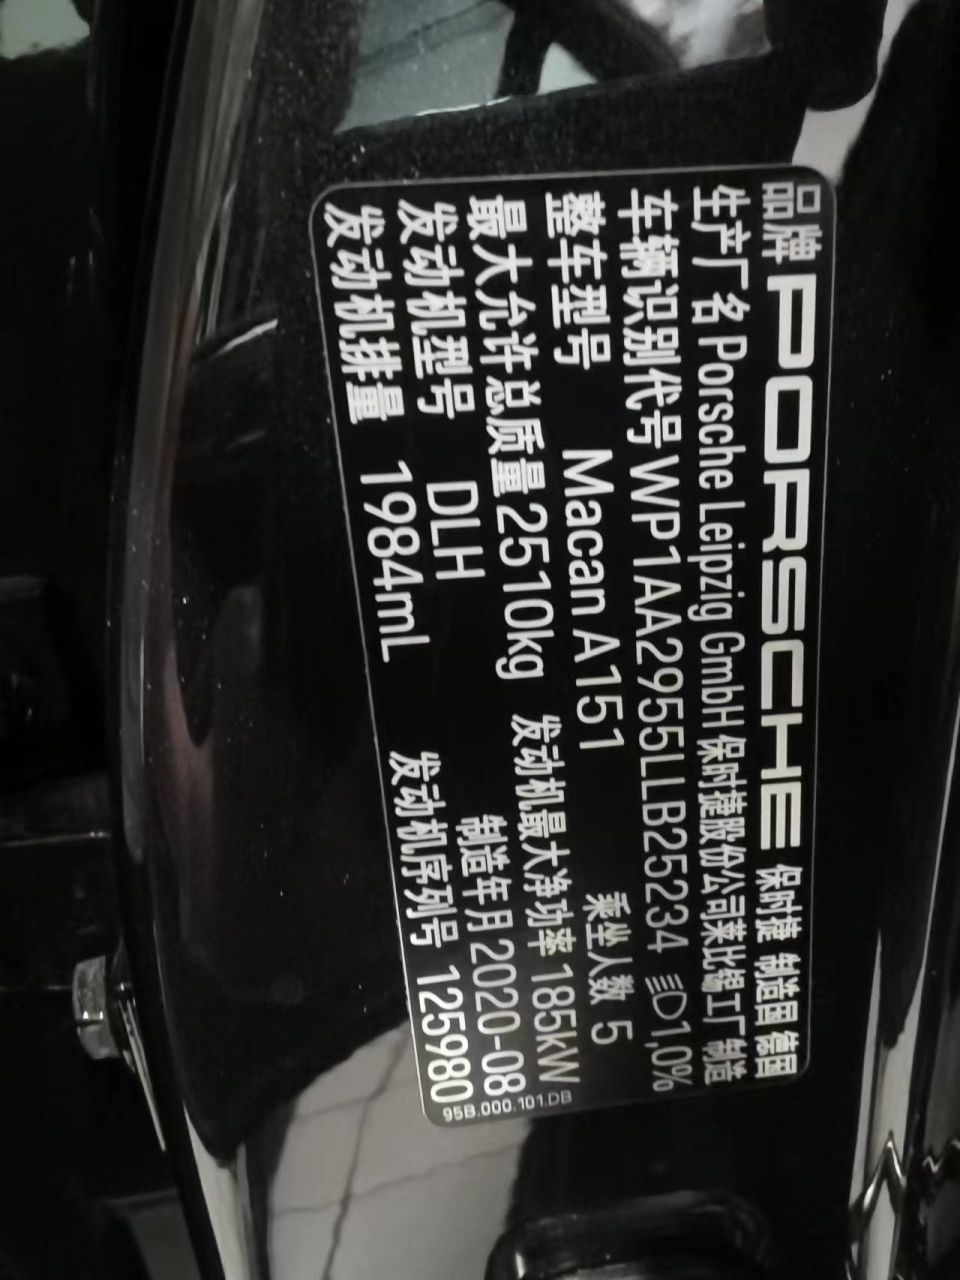 品牌 PORSCHE 保时捷 制造国 德国
生产厂名 Porsche Leipzig GmbH 保时捷股份公司莱比锡工厂制造
车辆识别代号 WP1AA2955LLB25234 1,0%
整车型号 Macan A151 乘坐人数 5
最大允许总质量 2510kg 发动机最大净功率 185kW
发动机型号 DLH 制造年月 2020-08
发动机排量 1984mL 发动机序列号 125980
95B.000.101.DB